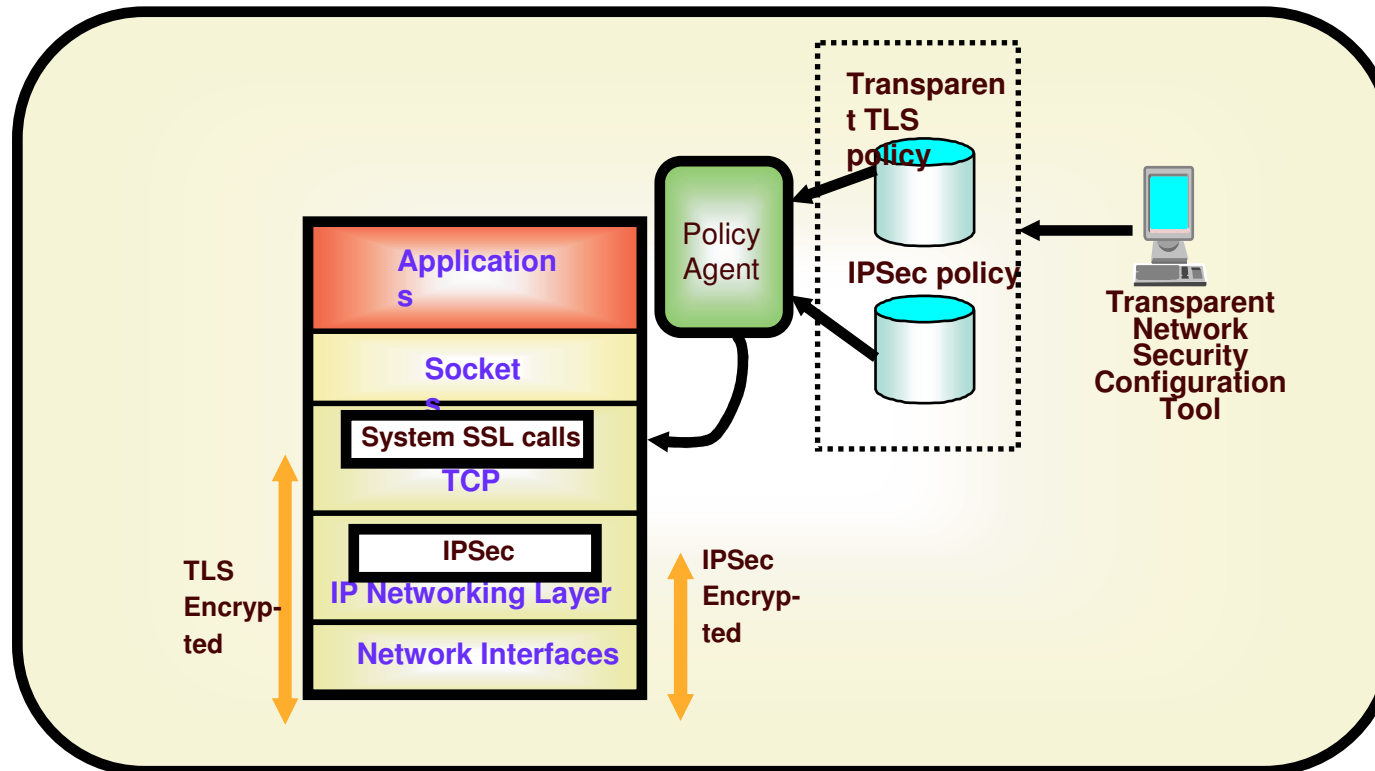 Transparen
t TLS
policy
Policy
Agent
IPSec policy
Transparent
Network
Security
Configuration
Tool
Application
s
Socket
s
System SSL calls
TCP
IPSec
IP Networking Layer
Network Interfaces
TLS
Encryp-
ted
IPSec
Encryp-
ted